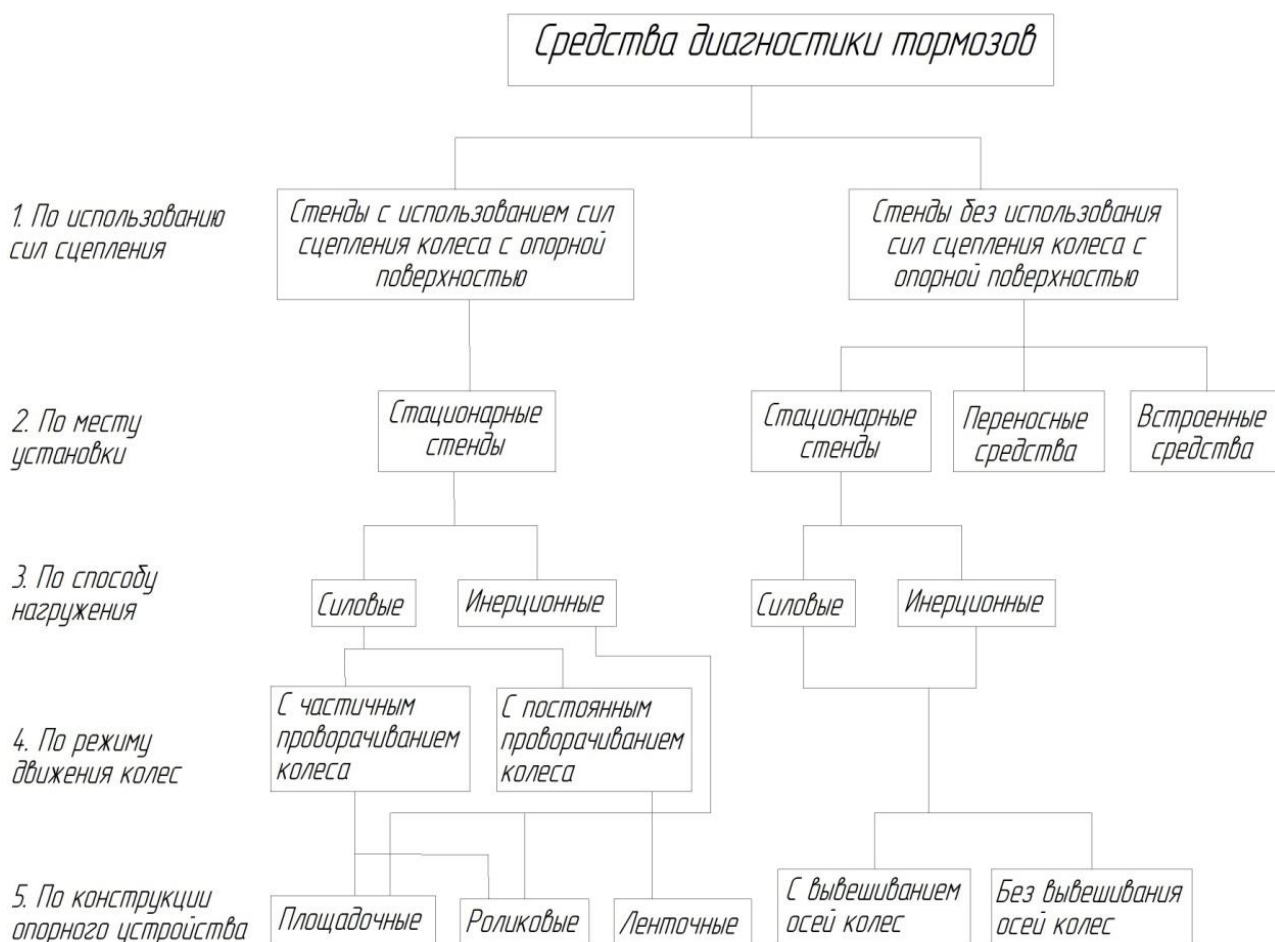 Средства диагностики тормозов
1. По использованию
сил сцепления
Стенды с использованием сил
сцепления колеса с опорной
поверхностью
Стенды без использования
сил сцепления колеса с
опорной поверхностью
2. По месту
установки
Стационарные
стенды
Стационарные
стенды
Переносные
средства
Встроенные
средства
3. По способу
нагружения
Силовые
Инерционные
Силовые
Инерционные
4. По режиму
движения колес
С частичным
проворачиванием
колеса
С постоянным
проворачиванием
колеса
5. По конструкции
опорного устройства
Площадочные
Роликовые
Ленточные
С вывешиванием
осей колес
Без вывешивания
осей колес